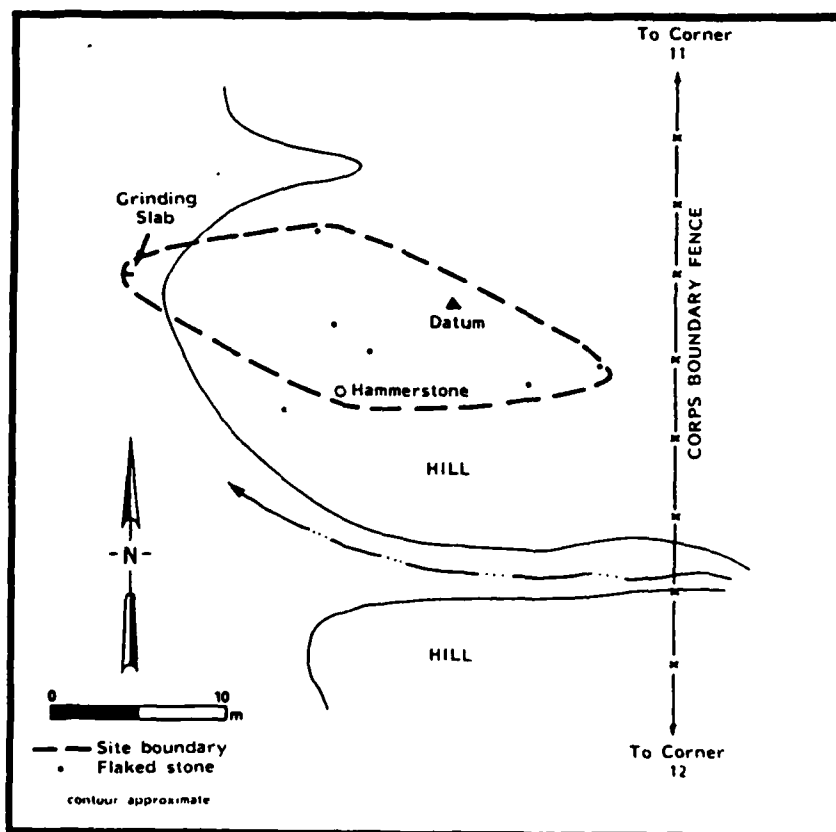 To Corner
11
Grinding
Slab
CORPS BOUNDARY FENCE
Datum
Hammerstone
HILL
-N-
HILL
0 10
m
Site boundary
Flaked stone
contour approximate
To Corner
12